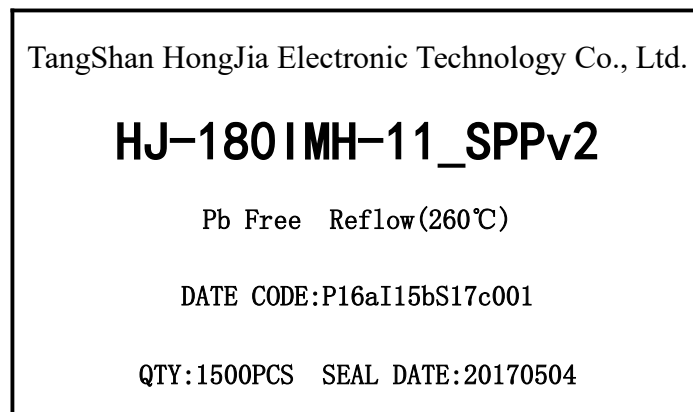 TangShan HongJia Electronic Technology Co., Ltd.
HJ-180IMH-11_SPPv2
Pb Free  Reflow(260℃)
DATE CODE:P16aI15bS17c001
QTY:1500PCS  SEAL DATE:20170504